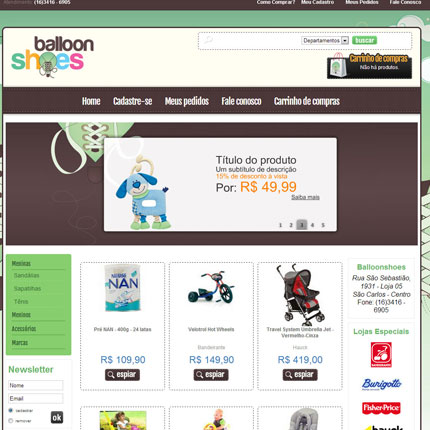 Atendimento: (16)3416 - 6905
Como Comprar? Meu Cadastro Meus Pedidos Fale Conosco
balloon
shoes
Departamentos
buscar
Carrinho de compras
Não há produtos.
Home Cadastre-se Meus pedidos Fale conosco Carrinho de compras
Título do produto
Um subtítulo de descrição
15% de desconto à vista
Por: R$ 49,99
Saiba mais
1 2 3 4 5
Meninas
Sandálias
Sapatilhas
Tênis
Meninos
Acessórios
Marcas
Newsletter
Nome
Email
cadastrar
remover
ok
Nestlé
NAN
Pré NAN - 400g - 24 latas
R$ 109,90
espiar
Velotrol Hot Wheels
Bandeirante
R$ 149,90
espiar
Travel System Umbrella Jet -
Vermelho-Cinza
Hauck
R$ 419,00
espiar
Balloonshoes
Rua São Sebastião,
1931 - Loja 05
São Carlos - Centro
Fone: (16)3416
- 6905
Lojas Especiais
Burigotto
Fisher-Price
hauck